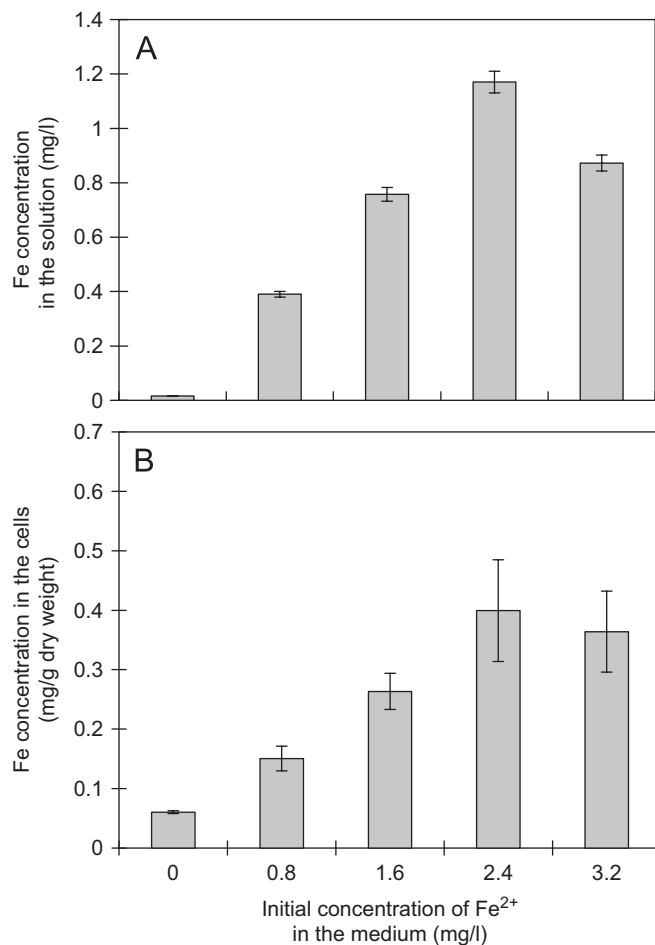 A
1.4
1.2
1
0.8
0.6
0.4
0.2
0
Fe concentration
in the solution (mg/l)
B
0.7
0.6
0.5
0.4
0.3
0.2
0.1
0
Fe concentration in the cells
(mg/g dry weight)
0 0.8 1.6 2.4 3.2
Initial concentration of Fe²⁺
in the medium (mg/l)